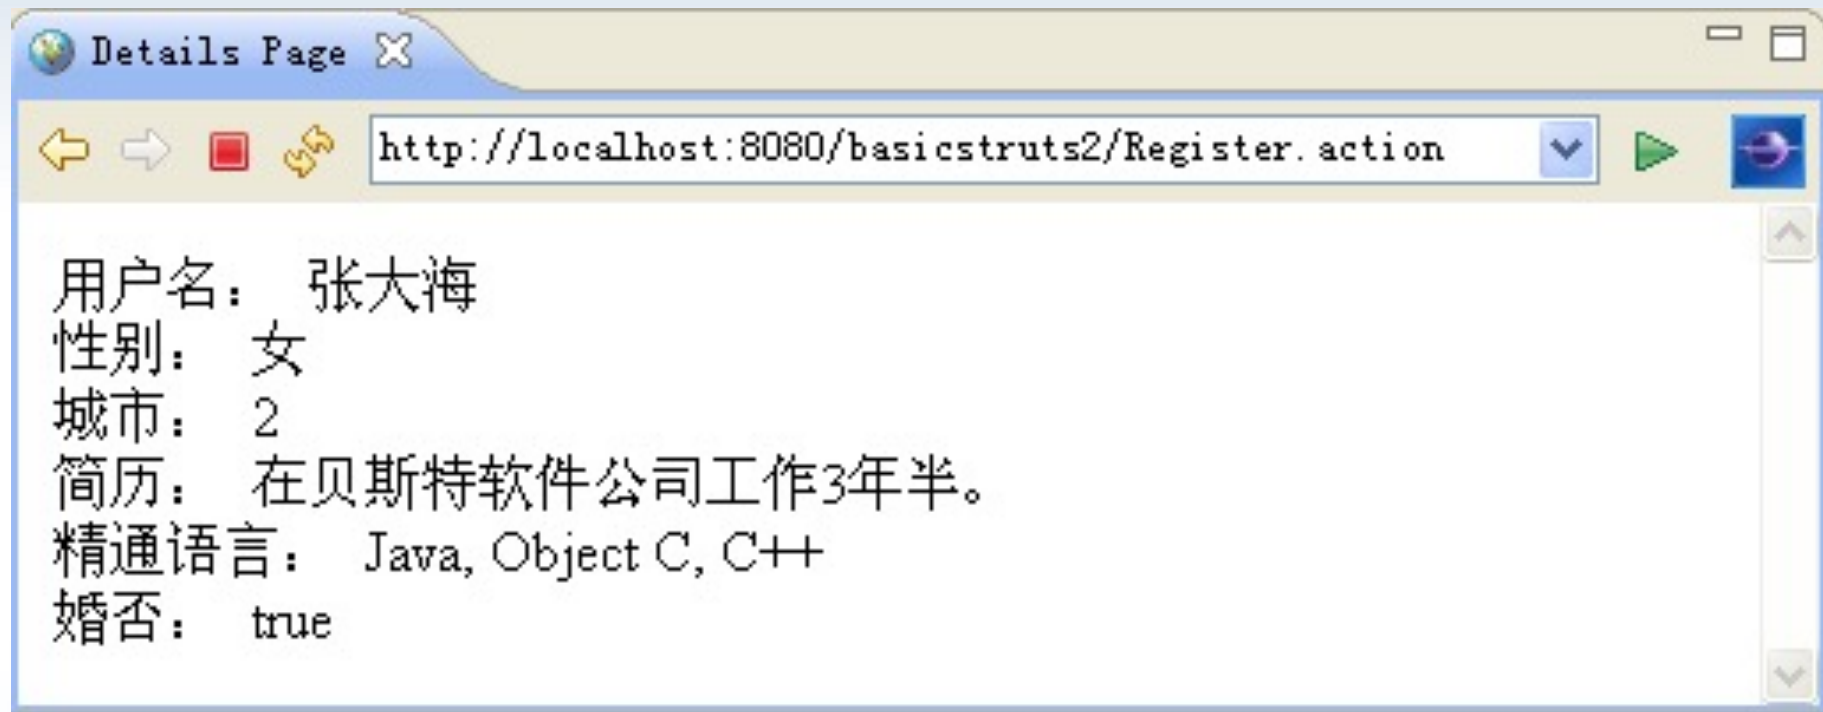 Details Page
http://localhost:8080/basicstruts2/Register.action
用户名： 张大海
性别： 女
城市： 2
简历： 在贝斯特软件公司工作3年半。
精通语言： Java, Object C, C++
婚否： true